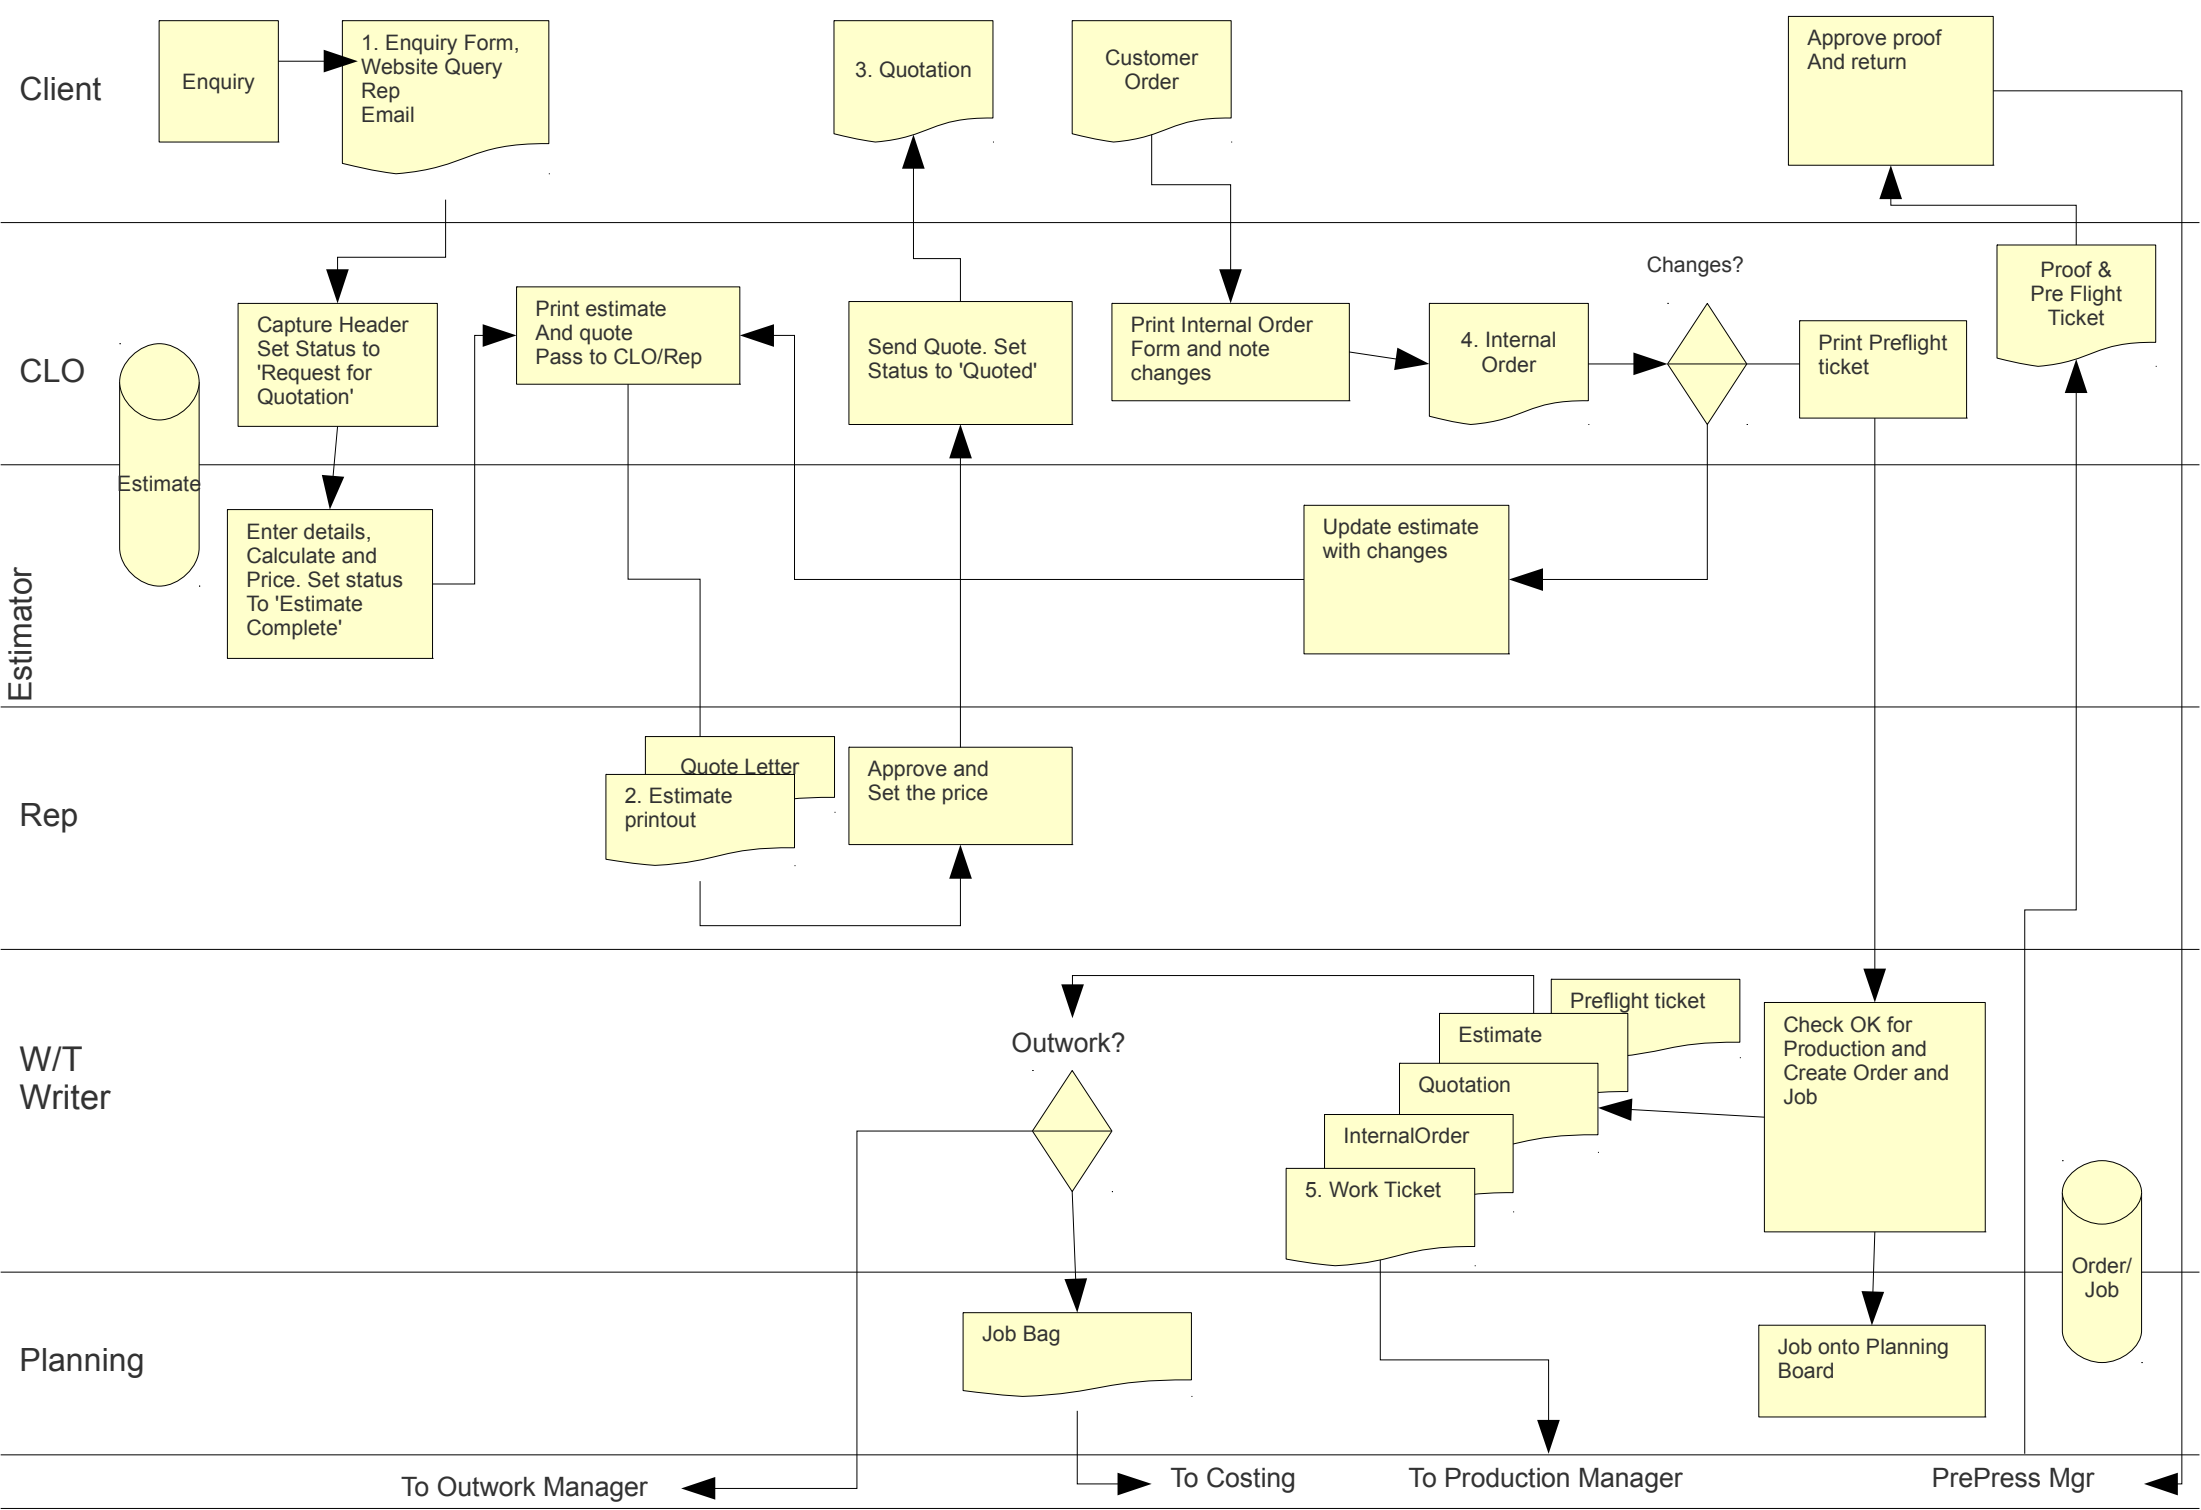 Client
Enquiry
1. Enquiry Form,
Website Query
Rep
Email
3. Quotation
Customer
Order
Approve proof
And return
CLO
Capture Header
Set Status to
'Request for
Quotation'
Print estimate
And quote
Pass to CLO/Rep
Send Quote. Set
Status to 'Quoted'
Print Internal Order
Form and note
changes
4. Internal
Order
Changes?
Print Preflight
ticket
Proof &
Pre Flight
Ticket
Estimate
Estimator
Enter details,
Calculate and
Price. Set status
To 'Estimate
Complete'
Update estimate
with changes
Rep
Quote Letter
2. Estimate
printout
Approve and
Set the price
W/T
Writer
Outwork?
Preflight ticket
Estimate
Quotation
InternalOrder
5. Work Ticket
Check OK for
Production and
Create Order and
Job
Order/
Job
Planning
Job Bag
Job onto Planning
Board
To Outwork Manager
To Costing
To Production Manager
PrePress Mgr